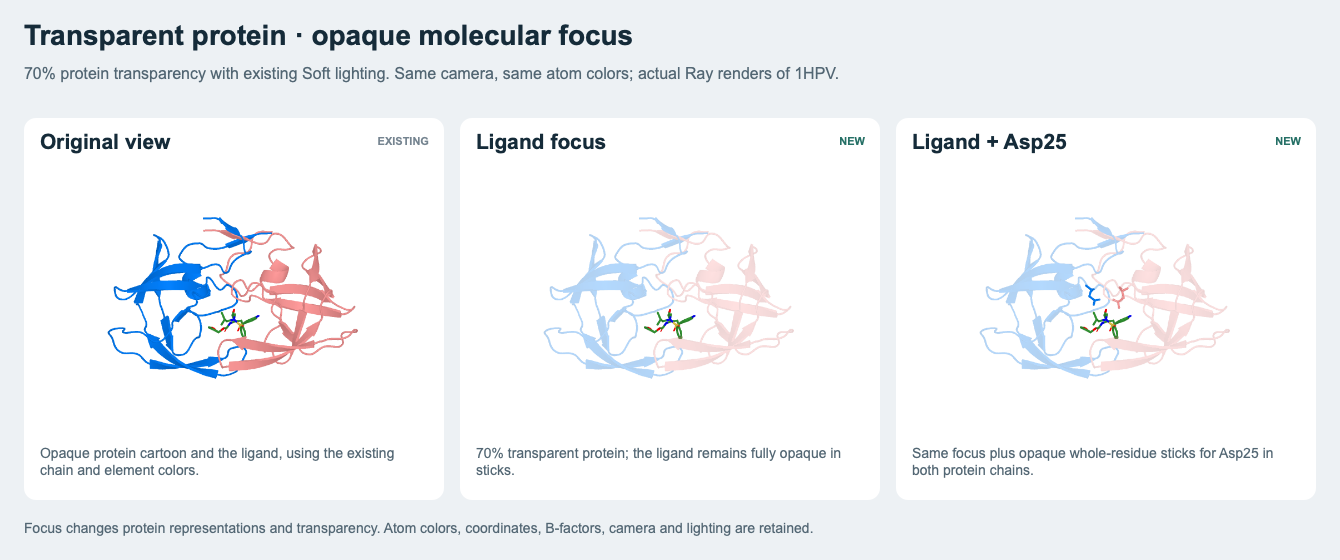 Transparent protein · opaque molecular focus
70% protein transparency with existing Soft lighting. Same camera, same atom colors; actual Ray renders of 1HPV.
Original view
EXISTING
Opaque protein cartoon and the ligand, using the existing
chain and element colors.
Ligand focus
NEW
70% transparent protein; the ligand remains fully opaque in
sticks.
Ligand + Asp25
NEW
Same focus plus opaque whole-residue sticks for Asp25 in
both protein chains.
Focus changes protein representations and transparency. Atom colors, coordinates, B-factors, camera and lighting are retained.